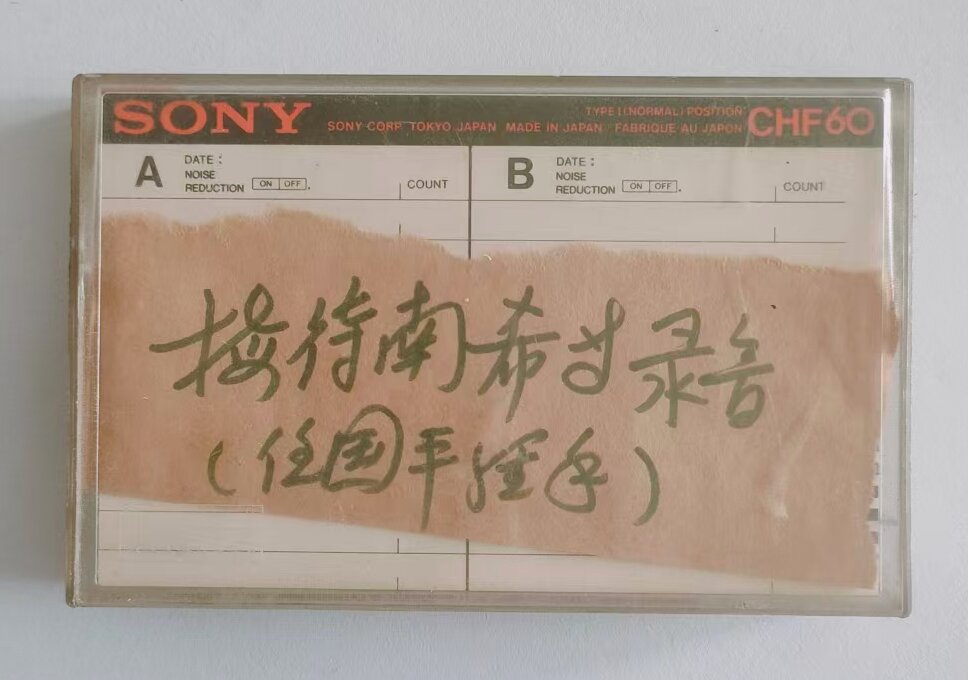 SONY TYPE I (NORMAL) POSITION CHF60
SONY CORP. TOKYO JAPAN MADE IN JAPAN FABRIQUE AU JAPON
A DATE: B DATE:
NOISE REDUCTION ON OFF. COUNT NOISE REDUCTION ON OFF. COUNT
接待南希等录音
(任国平经手)